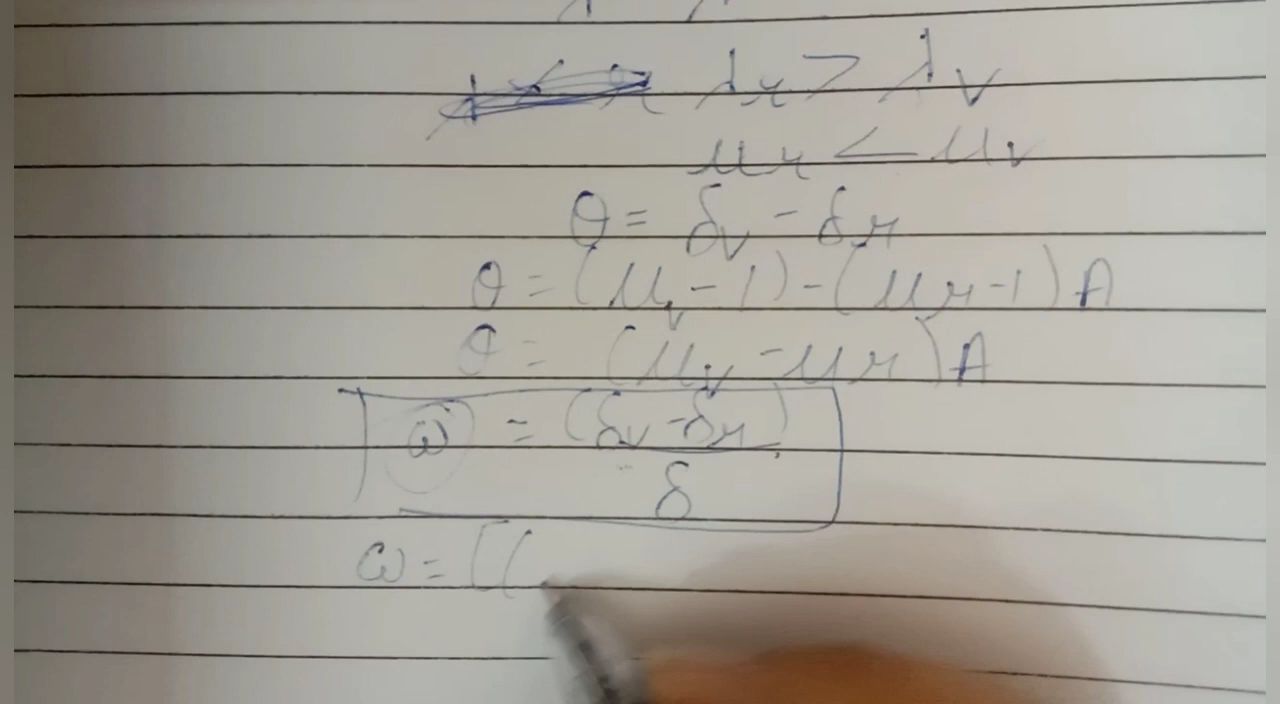 λr > λv
μr < μv
θ = δv - δr
θ = (μv - 1) - (μr - 1) A
θ = (μv - μr) A
ω = (δv - δr) / δ
ω = [(